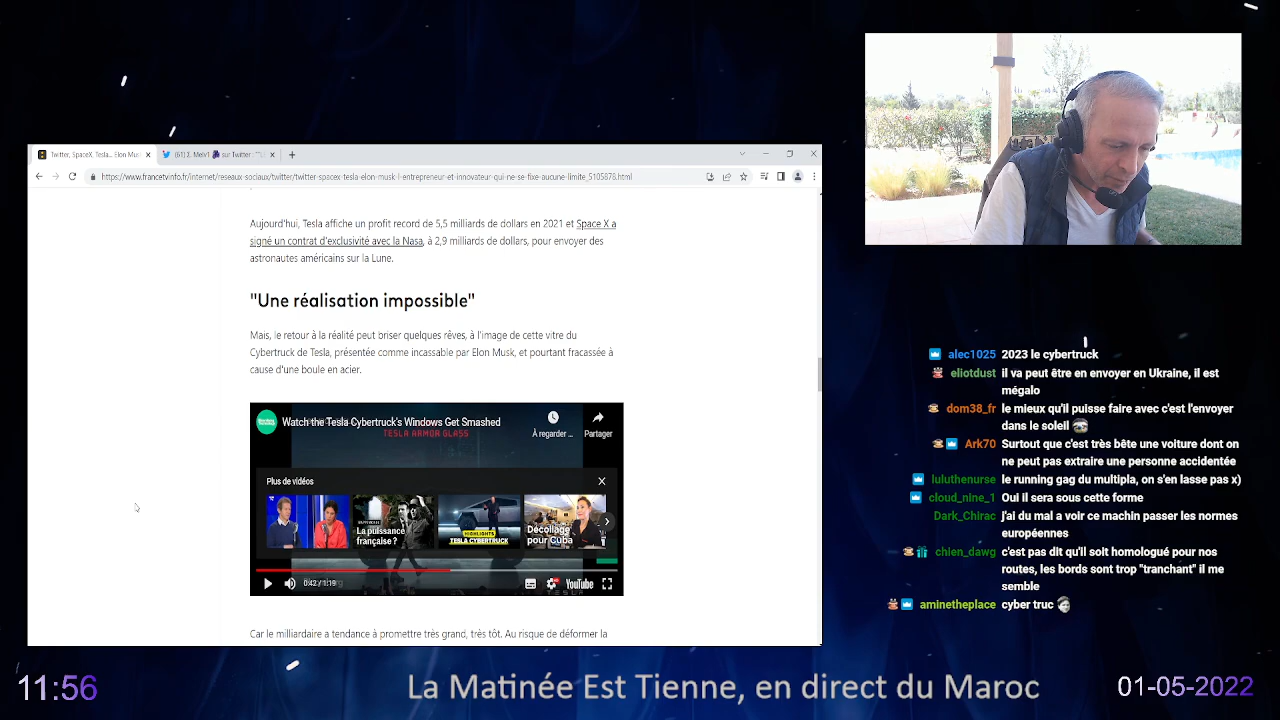 Twitter, SpaceX, Tesla... Elon Mus
sur Twitter
https://www.francetvinfo.fr/internet/reseaux-sociaux/twitter/twitter-spacex-tesla-elon-musk-l-entrepreneur-et-innovateur-qui-ne-se-fixe-aucune-limite_5105878.html
Aujourd'hui, Tesla affiche un profit record de 5,5 milliards de dollars en 2021 et Space X a
signé un contrat d'exclusivité avec la Nasa, à 2,9 milliards de dollars, pour envoyer des
astronautes américains sur la Lune.
"Une réalisation impossible"
Mais, le retour à la réalité peut briser quelques rêves, à l'image de cette vitre du
Cybertruck de Tesla, présentée comme incassable par Elon Musk, et pourtant fracassée à
cause d'une boule en acier.
Watch the Tesla Cybertruck's Windows Get Smashed
À regarder ...
Partager
TESLA ARMOR GLASS
Plus de vidéos
La puissance
française ?
HIGHLIGHTS
TESLA CYBERTRUCK
Décollage
pour Cuba
0:42 / 1:19
YouTube
Car le milliardaire a tendance à promettre très grand, très tôt. Au risque de déformer la
alec1025 2023 le cybertruck
eliotdust il va peut être en envoyer en Ukraine, il est
mégalo
dom38_fr le mieux qu'il puisse faire avec c'est l'envoyer
dans le soleil
Ark70 Surtout que c'est très bête une voiture dont on
ne peut pas extraire une personne accidentée
luluthenurse le running gag du multipla, on s'en lasse pas x)
cloud_nine_1 Oui il sera sous cette forme
Dark_Chirac j'ai du mal a voir ce machin passer les normes
européennes
chien_dawg c'est pas dit qu'il soit homologué pour nos
routes, les bords sont trop "tranchant" il me
semble
aminetheplace cyber truc
11:56
La Matinée Est Tienne, en direct du Maroc
01-05-2022